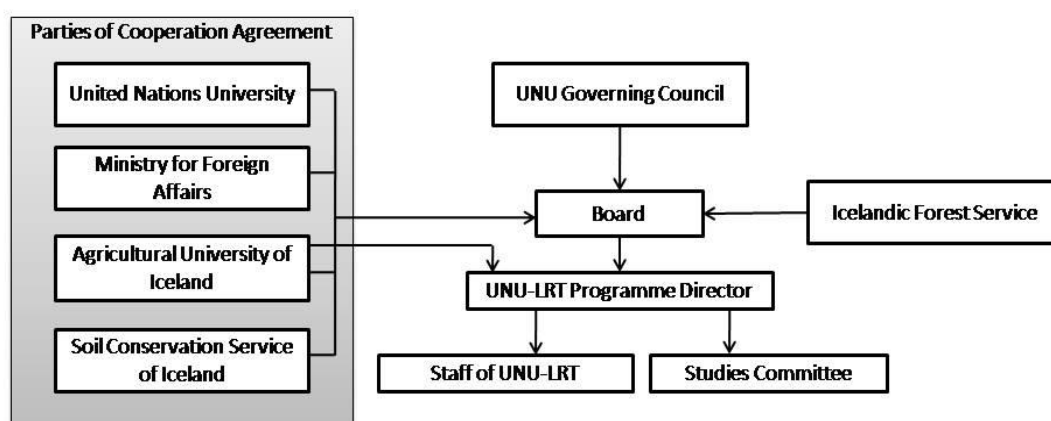 Parties of Cooperation Agreement
United Nations University
Ministry for Foreign
Affairs
Agricultural University of
Iceland
Soil Conservation Service
of Iceland
UNU Governing Council
Board
Icelandic Forest Service
UNU-LRT Programme Director
Staff of UNU-LRT
Studies Committee